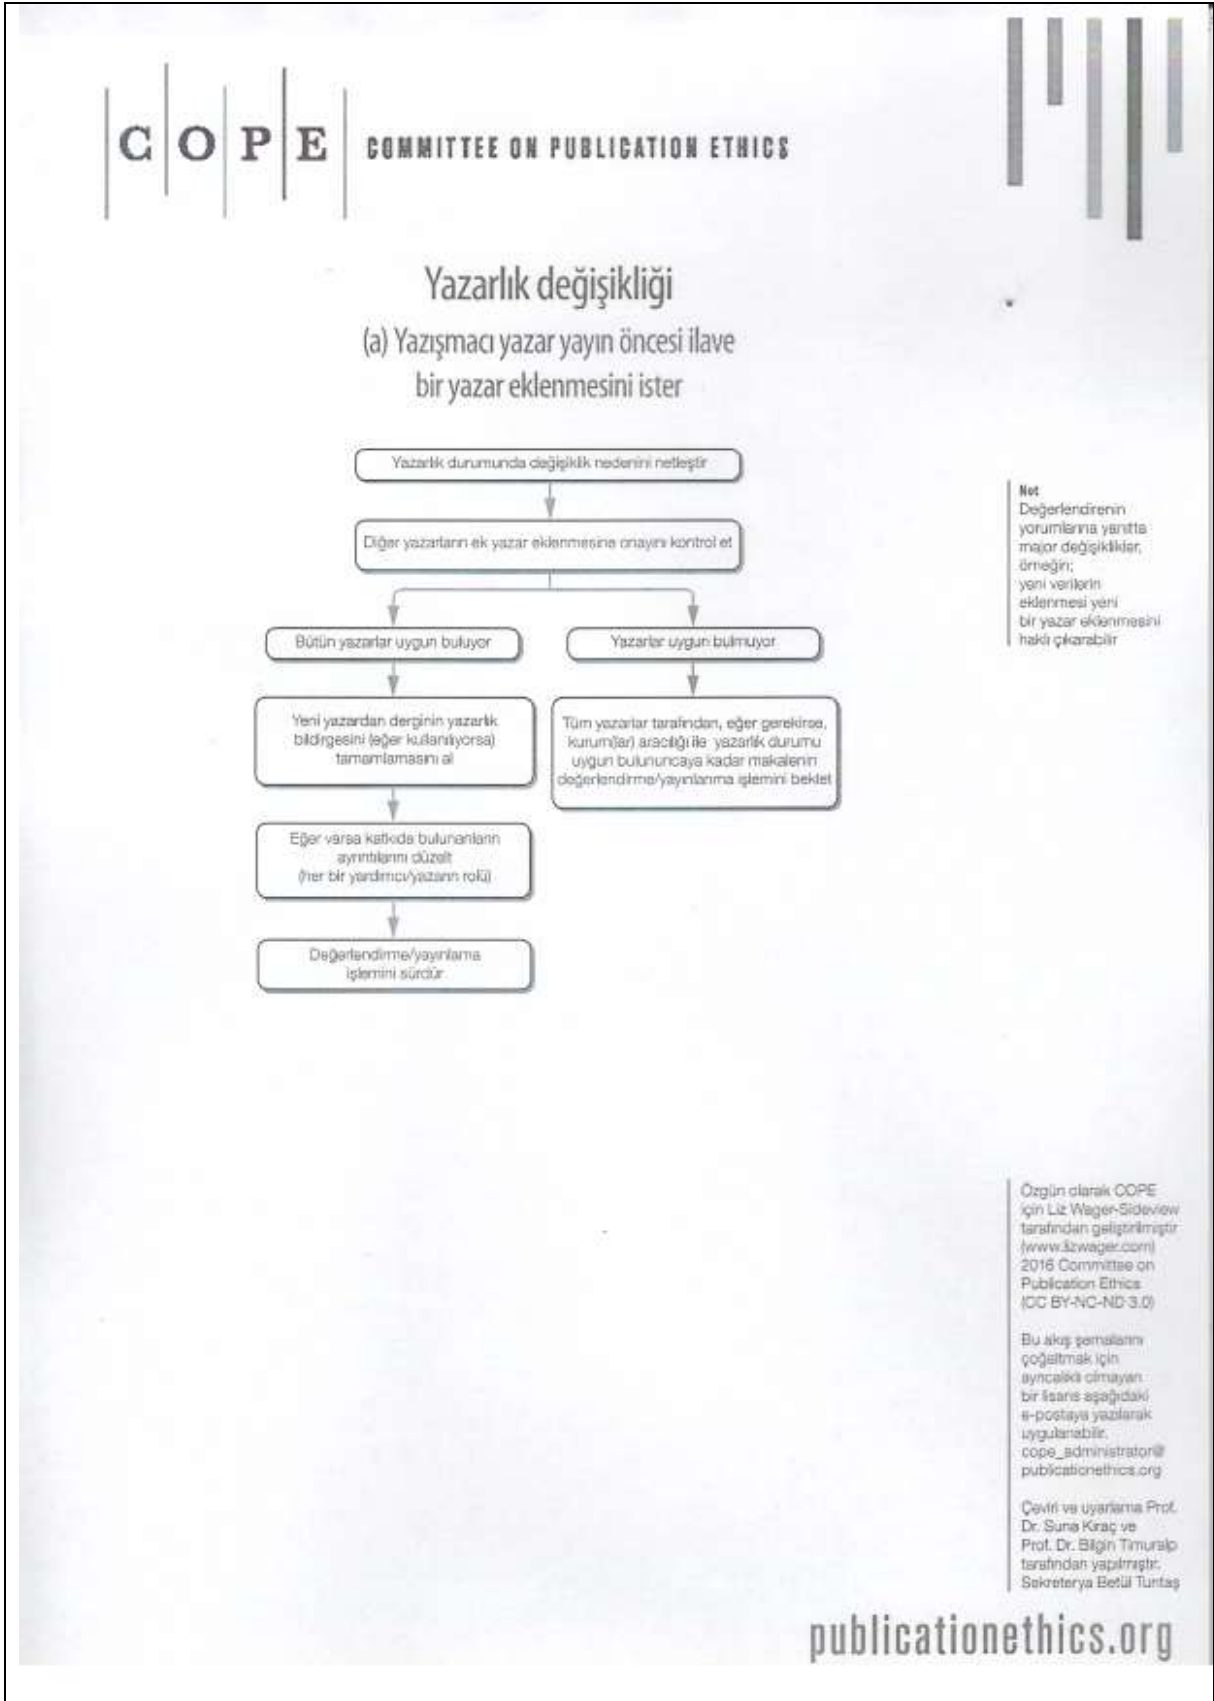 COPE COMMITTEE ON PUBLICATION ETHICS
Yazarlık değişikliği
(a) Yazışmacı yazar yayın öncesi ilave
bir yazar eklenmesini ister
Yazarlık durumunda değişiklik nedenini netleştir
Diğer yazarların ek yazar eklenmesine onayını kontrol et
Bütün yazarlar uygun buluyor
Yazarlar uygun bulmuyor
Yeni yazardan derginin yazarlık
bildirgesini (eğer kullanılıyorsa)
tamamlamasını al
Tüm yazarlar tarafından, eğer gerekirse,
kurum(lar) aracılığı ile yazarlık durumu
uygun bulununcaya kadar makalenin
değerlendirme/yayınlanma işlemini beklet
Eğer varsa katkıda bulunanların
ayrıntılarını düzelt
(her bir yardımcı/yazarın rolü)
Değerlendirme/yayınlama
işlemini sürdür
Not
Değerlendirenin
yorumlarına yanıtta
major değişiklikler,
örneğin;
yeni verilerin
eklenmesi yeni
bir yazar eklenmesini
haklı çıkarabilir
Özgün olarak COPE
için Liz Wager-Sideview
tarafından geliştirilmiştir
(www.lizwager.com)
2016 Committee on
Publication Ethics
(CC BY-NC-ND 3.0)
Bu akış şemalarını
çoğaltmak için
ayrıcalıklı olmayan
bir lisans aşağıdaki
e-postaya yazılarak
uygulanabilir.
cope_administrator@
publicationethics.org
Çeviri ve uyarlama Prof.
Dr. Suna Kıraç ve
Prof. Dr. Bilgin Timuralp
tarafından yapılmıştır.
Sekreterya Betül Tuntaş
publicationethics.org